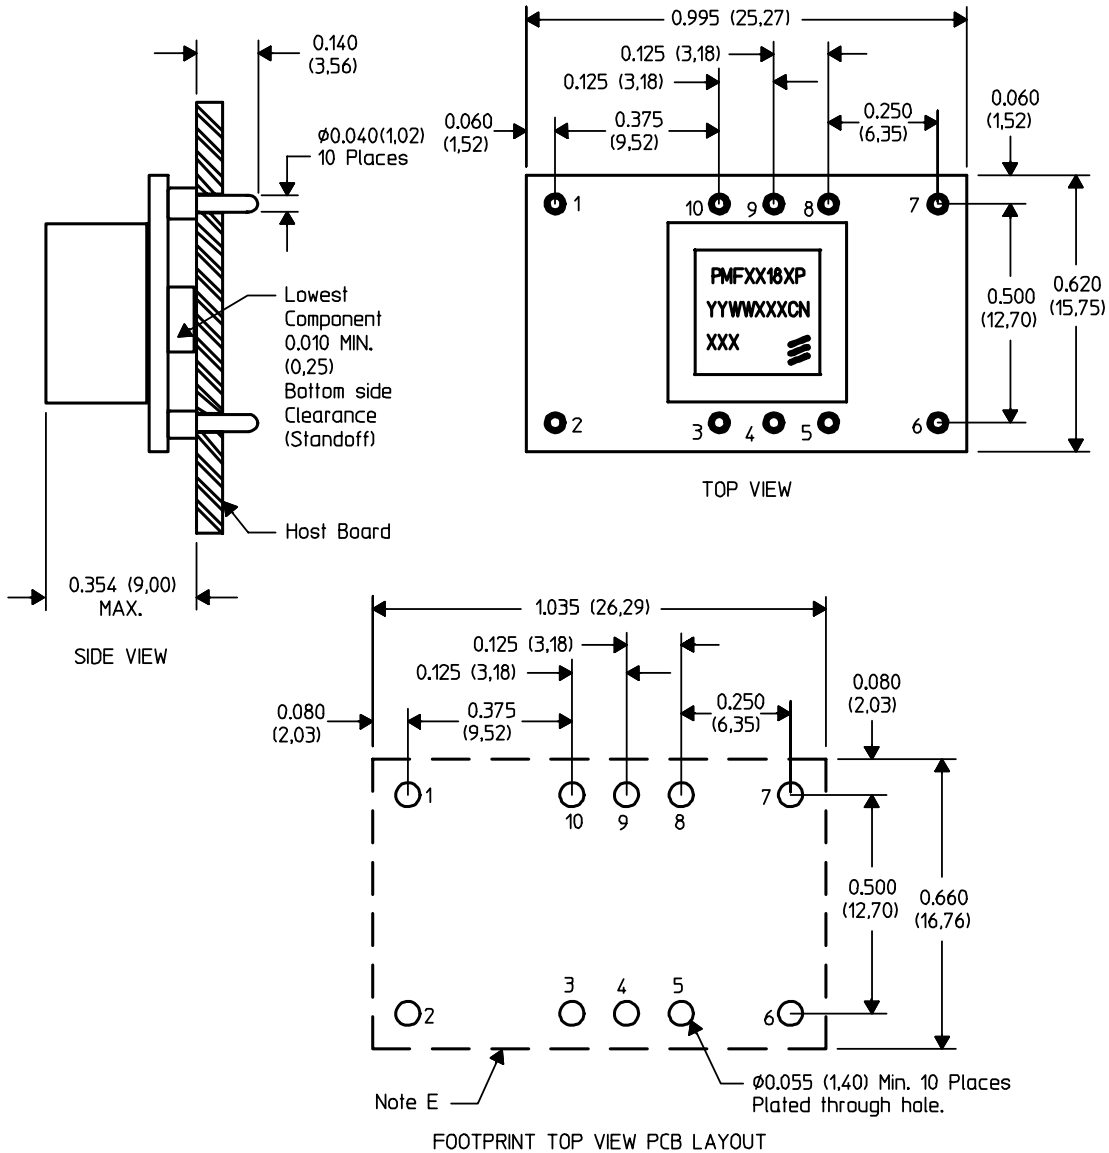 0.140
(3,56)
ø0.040(1,02)
10 Places
Lowest
Component
0.010 MIN.
(0,25)
Bottom side
Clearance
(Standoff)
Host Board
0.354 (9,00)
MAX.
SIDE VIEW
0.995 (25,27)
0.125 (3,18)
0.125 (3,18)
0.060
(1,52)
0.375
(9,52)
0.250
(6,35)
0.060
(1,52)
1
10
9
8
7
PMFXX18XP
YYWWXXXCN
XXX
0.500
(12,70)
0.620
(15,75)
2
3
4
5
6
TOP VIEW
1.035 (26,29)
0.125 (3,18)
0.125 (3,18)
0.080
(2,03)
0.375
(9,52)
0.250
(6,35)
0.080
(2,03)
1
10
9
8
7
0.500
(12,70)
0.660
(16,76)
2
3
4
5
6
Note E
ø0.055 (1,40) Min. 10 Places
Plated through hole.
FOOTPRINT TOP VIEW PCB LAYOUT